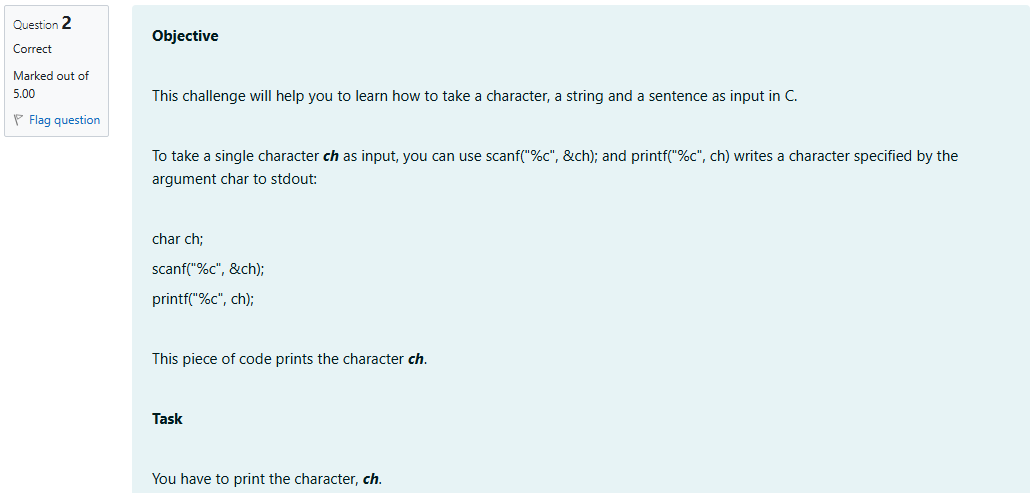 Question 2
Correct
Marked out of
5.00
Flag question
Objective
This challenge will help you to learn how to take a character, a string and a sentence as input in C.
To take a single character ch as input, you can use scanf("%c", &ch); and printf("%c", ch) writes a character specified by the
argument char to stdout:
char ch;
scanf("%c", &ch);
printf("%c", ch);
This piece of code prints the character ch.
Task
You have to print the character, ch.